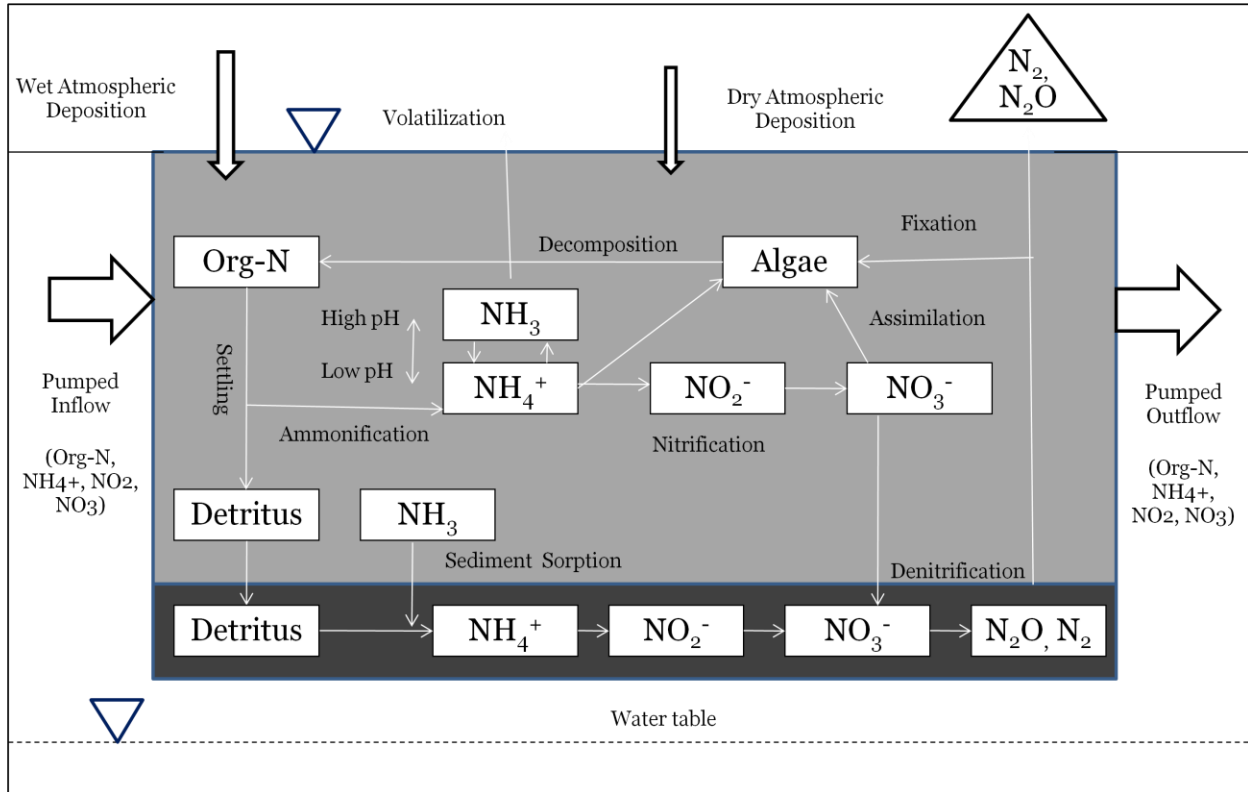 Wet Atmospheric
Deposition
Volatilization
Dry Atmospheric
Deposition
N₂,
N₂O
Fixation
Decomposition
Org-N
Algae
High pH
NH₃
Assimilation
Low pH
NH₄⁺
NO₂⁻
NO₃⁻
Settling
Ammonification
Nitrification
Pumped
Inflow
(Org-N,
NH4+, NO2,
NO3)
Pumped
Outflow
(Org-N,
NH4+,
NO2, NO3)
Detritus
NH₃
Sediment Sorption
Denitrification
Detritus
NH₄⁺
NO₂⁻
NO₃⁻
N₂O, N₂
Water table